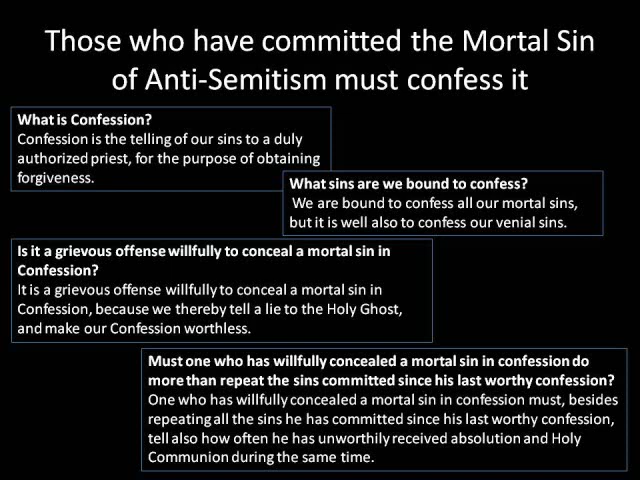 Those who have committed the Mortal Sin
of Anti-Semitism must confess it
What is Confession?
Confession is the telling of our sins to a duly
authorized priest, for the purpose of obtaining
forgiveness.
What sins are we bound to confess?
We are bound to confess all our mortal sins,
but it is well also to confess our venial sins.
Is it a grievous offense willfully to conceal a mortal sin in
Confession?
It is a grievous offense willfully to conceal a mortal sin in
Confession, because we thereby tell a lie to the Holy Ghost,
and make our Confession worthless.
Must one who has willfully concealed a mortal sin in confession do
more than repeat the sins committed since his last worthy confession?
One who has willfully concealed a mortal sin in confession must, besides
repeating all the sins he has committed since his last worthy confession,
tell also how often he has unworthily received absolution and Holy
Communion during the same time.